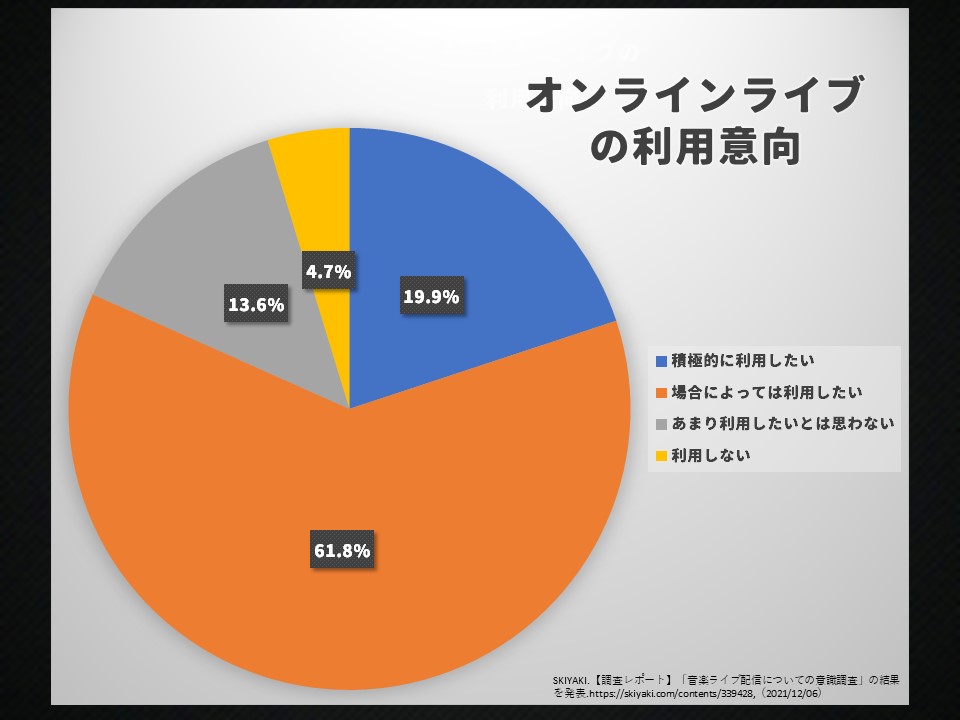 オンラインライブ
の利用意向
4.7%
19.9%
13.6%
61.8%
積極的に利用したい
場合によっては利用したい
あまり利用したいとは思わない
利用しない
SKIYAKI.【調査レポート】「音楽ライブ配信についての意識調査」の結果
を発表.https://skiyaki.com/contents/339428,（2021/12/06）